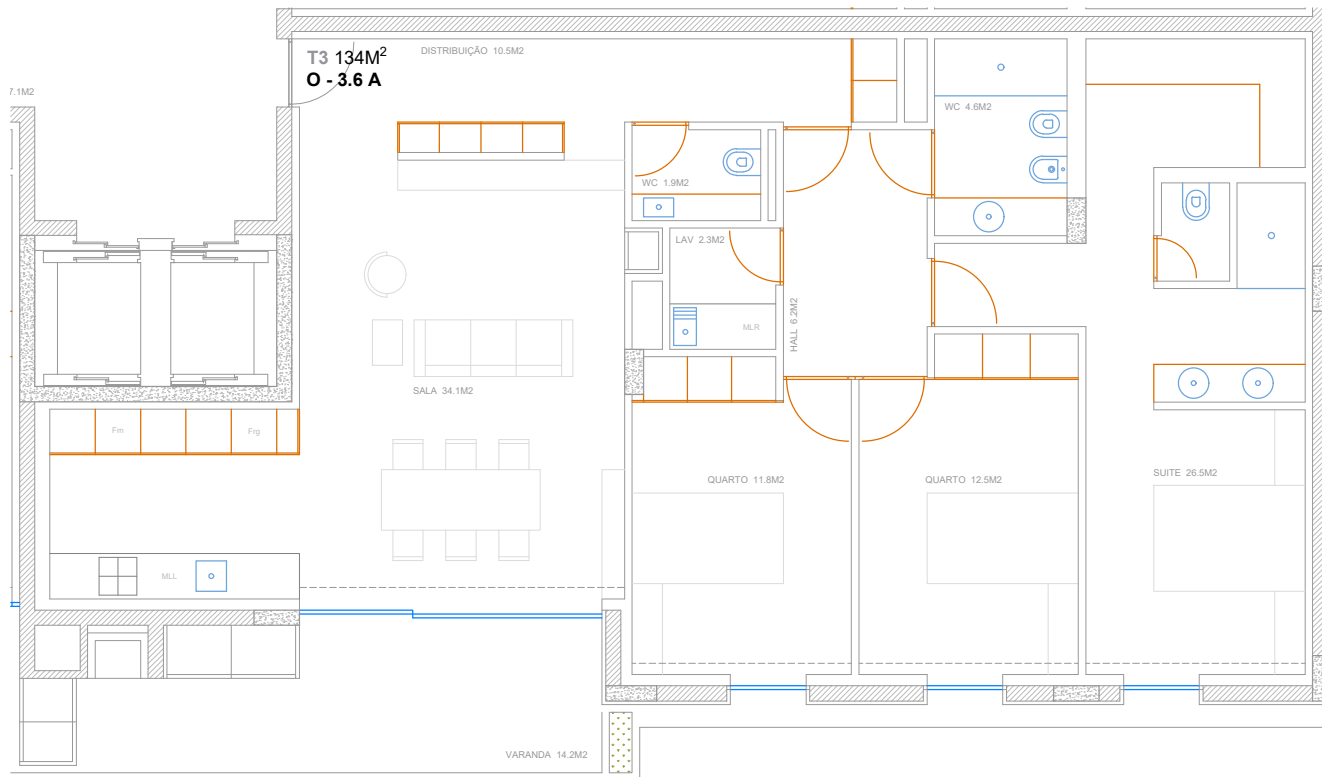 T3 134M²
O - 3.6 A
DISTRIBUIÇÃO 10.5M2
7.1M2
WC 4.6M2
WC 1.9M2
LAV 2.3M2
HALL 6.2M2
MLR
SALA 34.1M2
Fm
Frg
QUARTO 11.8M2
QUARTO 12.5M2
SUITE 26.5M2
MLL
VARANDA 14.2M2